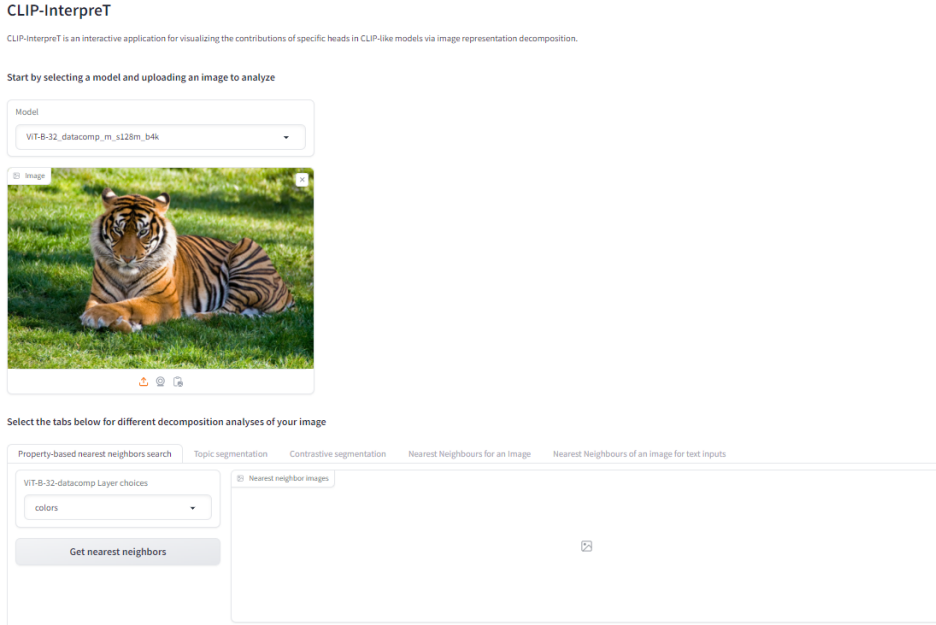 CLIP-InterpreT
CLIP-InterpreT is an interactive application for visualizing the contributions of specific heads in CLIP-like models via image representation decomposition.
Start by selecting a model and uploading an image to analyze
Model
ViT-B-32_datacomp_m_s128m_b4k
Image
Select the tabs below for different decomposition analyses of your image
Property-based nearest neighbors search Topic segmentation Contrastive segmentation Nearest Neighbours for an Image Nearest Neighbours of an image for text inputs
ViT-B-32-datacomp Layer choices
Nearest neighbor images
colors
Get nearest neighbors